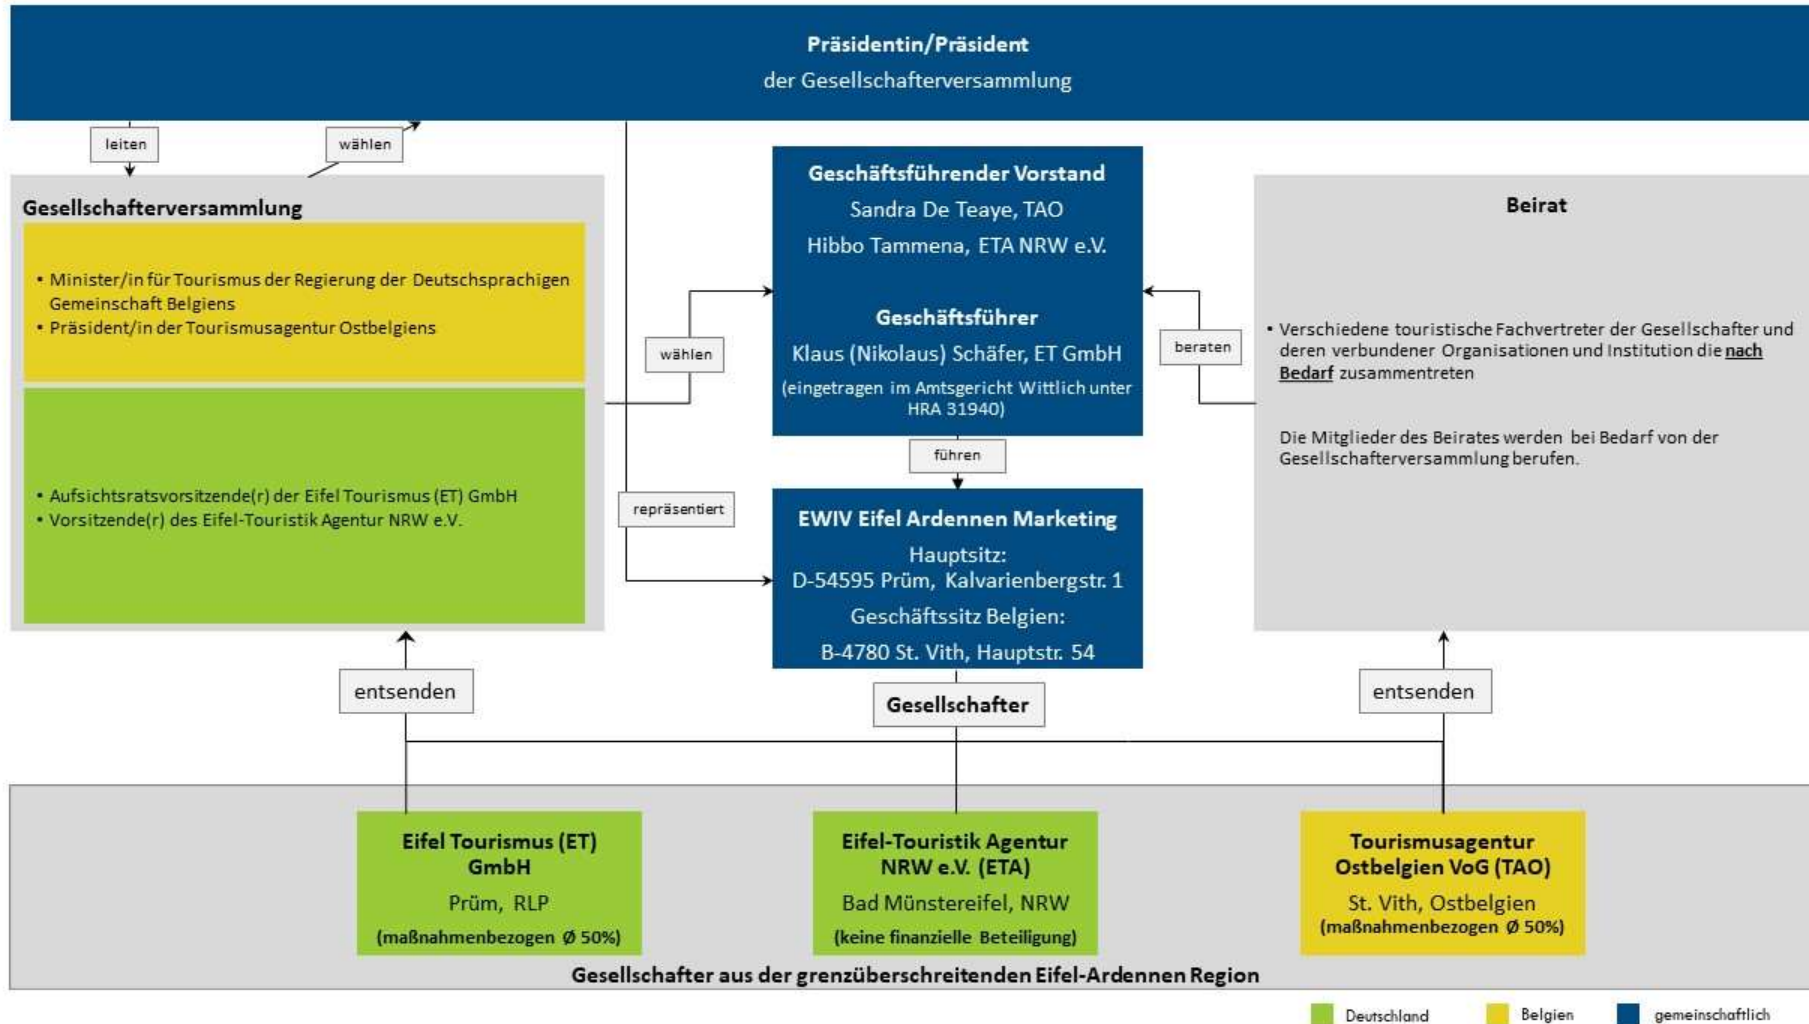 Präsidentin/Präsident
der Gesellschafterversammlung
leiten
wählen
Gesellschafterversammlung
• Minister/in für Tourismus der Regierung der Deutschsprachigen
Gemeinschaft Belgiens
• Präsident/in der Tourismusagentur Ostbelgiens
• Aufsichtsratsvorsitzende(r) der Eifel Tourismus (ET) GmbH
• Vorsitzende(r) des Eifel-Touristik Agentur NRW e.V.
wählen
repräsentiert
Geschäftsführender Vorstand
Sandra De Teaye, TAO
Hibbo Tammena, ETA NRW e.V.
Geschäftsführer
Klaus (Nikolaus) Schäfer, ET GmbH
(eingetragen im Amtsgericht Wittlich unter
HRA 31940)
führen
EWIV Eifel Ardennen Marketing
Hauptsitz:
D-54595 Prüm, Kalvarienbergstr. 1
Geschäftssitz Belgien:
B-4780 St. Vith, Hauptstr. 54
beraten
Beirat
• Verschiedene touristische Fachvertreter der Gesellschafter und
deren verbundener Organisationen und Institution die nach
Bedarf zusammentreten
Die Mitglieder des Beirates werden bei Bedarf von der
Gesellschafterversammlung berufen.
entsenden
Gesellschafter
entsenden
Eifel Tourismus (ET)
GmbH
Prüm, RLP
(maßnahmenbezogen Ø 50%)
Eifel-Touristik Agentur
NRW e.V. (ETA)
Bad Münstereifel, NRW
(keine finanzielle Beteiligung)
Tourismusagentur
Ostbelgien VoG (TAO)
St. Vith, Ostbelgien
(maßnahmenbezogen Ø 50%)
Gesellschafter aus der grenzüberschreitenden Eifel-Ardennen Region
Deutschland
Belgien
gemeinschaftlich